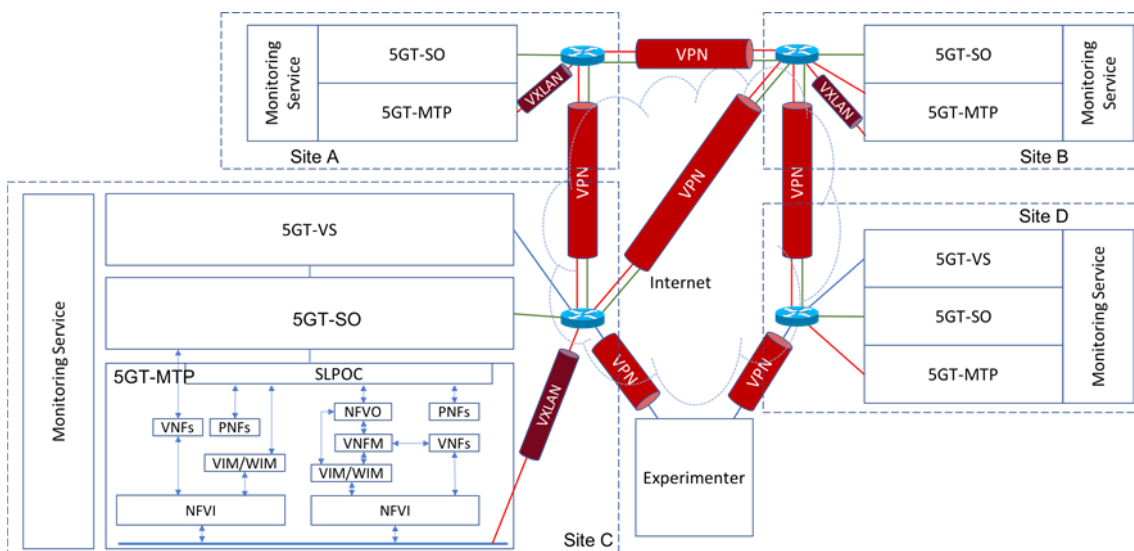 Monitoring
Service
5GT-SO
5GT-MTP
VXLAN
Site A
VPN
5GT-SO
5GT-MTP
VXLAN
Monitoring
Service
Site B
VPN
VPN
VPN
Internet
Monitoring Service
5GT-VS
5GT-SO
5GT-MTP
SLPOC
VNFs
PNFs
NFVO
PNFs
VNFM
VNFs
VIM/WIM
VIM/WIM
NFVI
NFVI
VXLAN
Site C
Site D
5GT-VS
5GT-SO
5GT-MTP
Monitoring Service
VPN
VPN
Experimenter